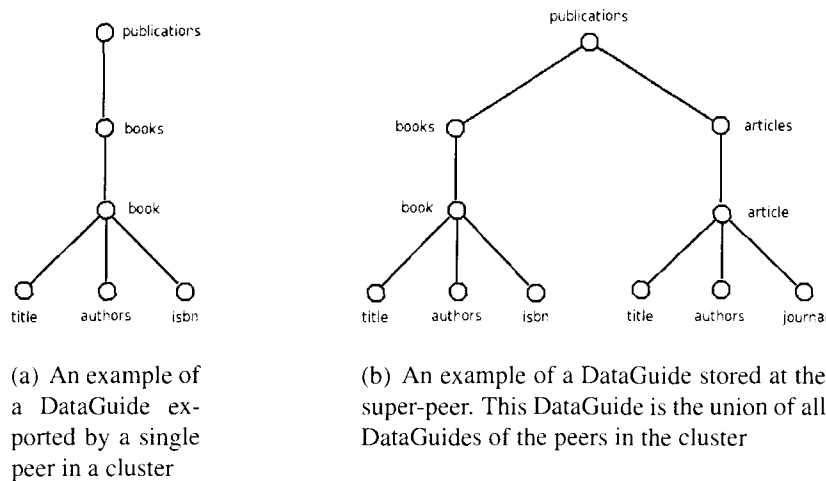 publications
books
book
title authors isbn
(a) An example of
a DataGuide ex-
ported by a single
peer in a cluster
publications
books articles
book article
title authors isbn title authors journal
(b) An example of a DataGuide stored at the
super-peer. This DataGuide is the union of all
DataGuides of the peers in the cluster